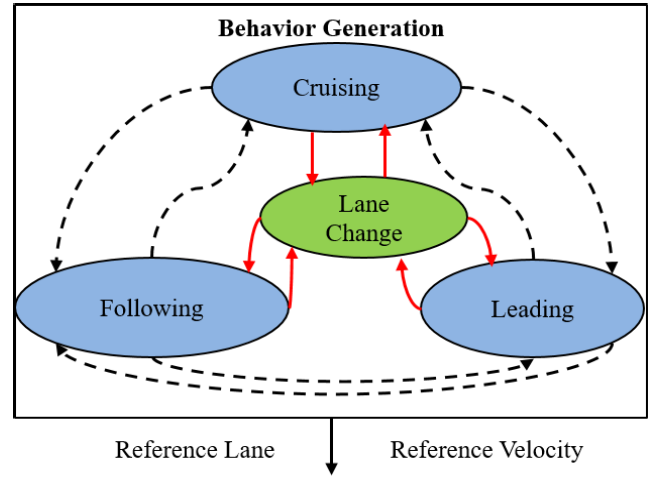 Behavior Generation
Cruising
Lane
Change
Following
Leading
Reference Lane
Reference Velocity